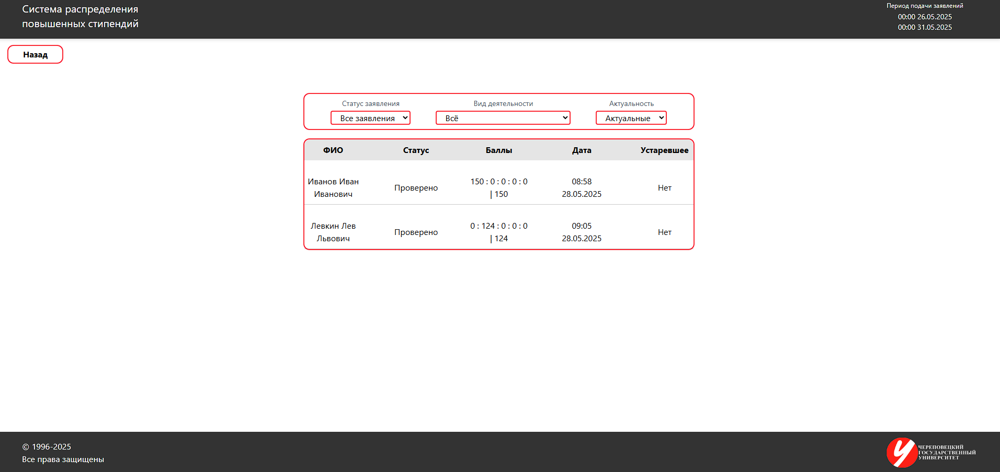 Система распределения
повышенных стипендий
Период подачи заявлений
00:00 26.05.2025
00:00 31.05.2025
Назад
Статус заявления Вид деятельности Актуальность
Все заявления Всё Актуальные
ФИО Статус Баллы Дата Устаревшее
Иванов Иван
Иванович
Проверено
150 : 0 : 0 : 0 : 0
| 150
08:58
28.05.2025
Нет
Левкин Лев
Львович
Проверено
0 : 124 : 0 : 0 : 0
| 124
09:05
28.05.2025
Нет
© 1996-2025
Все права защищены
ЧЕРЕПОВЕЦКИЙ
ГОСУДАРСТВЕННЫЙ
УНИВЕРСИТЕТ